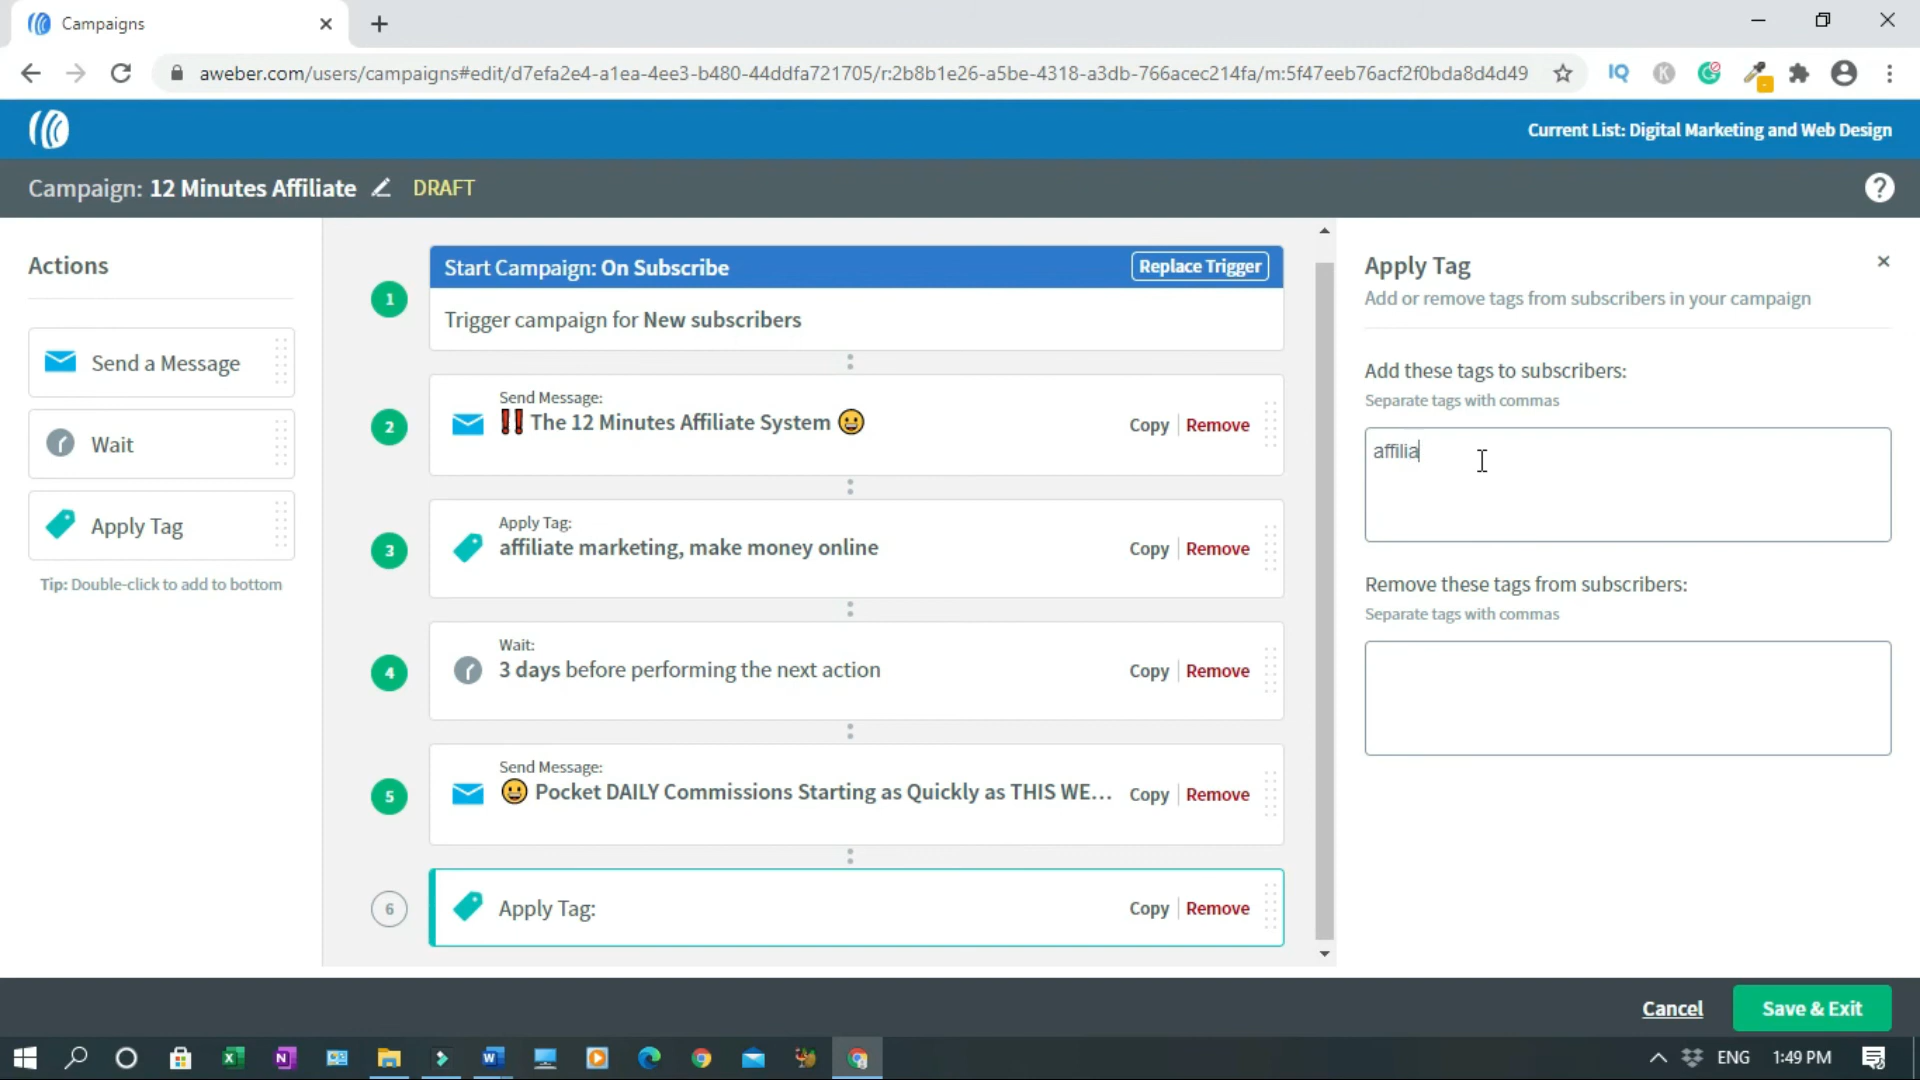 Campaigns
aweber.com/users/campaigns#edit/d7efa2e4-a1ea-4ee3-b480-44ddfa721705/r:2b8b1e26-a5be-4318-a3db-766acec214fa/m:5f47eeb76acf2f0bda8d4d49
IQ
K
Current List: Digital Marketing and Web Design
Campaign: 12 Minutes Affiliate DRAFT
?
Actions
Send a Message
Wait
Apply Tag
Tip: Double-click to add to bottom
1
Start Campaign: On Subscribe Replace Trigger
Trigger campaign for New subscribers
2
Send Message:
‼️The 12 Minutes Affiliate System 😀
Copy Remove
3
Apply Tag:
affiliate marketing, make money online
Copy Remove
4
Wait:
3 days before performing the next action
Copy Remove
5
Send Message:
😀 Pocket DAILY Commissions Starting as Quickly as THIS WE...
Copy Remove
6
Apply Tag:
Copy Remove
Apply Tag
Add or remove tags from subscribers in your campaign
Add these tags to subscribers:
Separate tags with commas
affilia
Remove these tags from subscribers:
Separate tags with commas
Cancel Save & Exit
ENG 1:49 PM